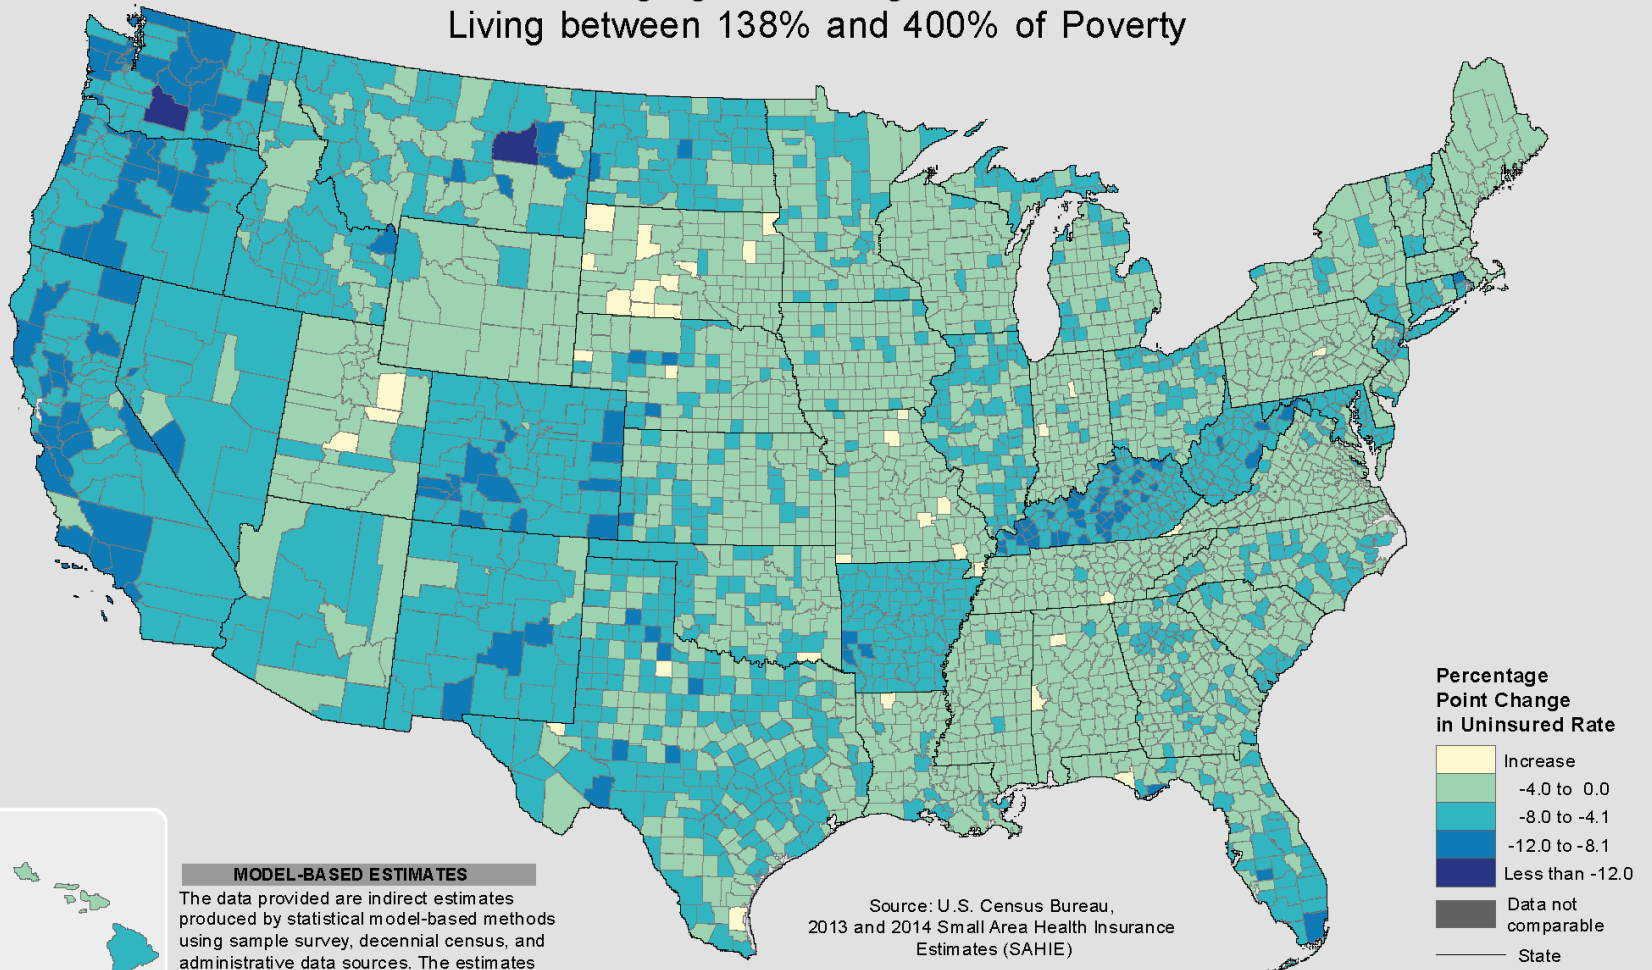 Living between 138% and 400% of Poverty
Percentage
Point Change
in Uninsured Rate
Increase
-4.0 to 0.0
-8.0 to -4.1
-12.0 to -8.1
Less than -12.0
Data not
comparable
State
MODEL-BASED ESTIMATES
The data provided are indirect estimates
produced by statistical model-based methods
using sample survey, decennial census, and
administrative data sources. The estimates
Source: U.S. Census Bureau,
2013 and 2014 Small Area Health Insurance
Estimates (SAHIE)